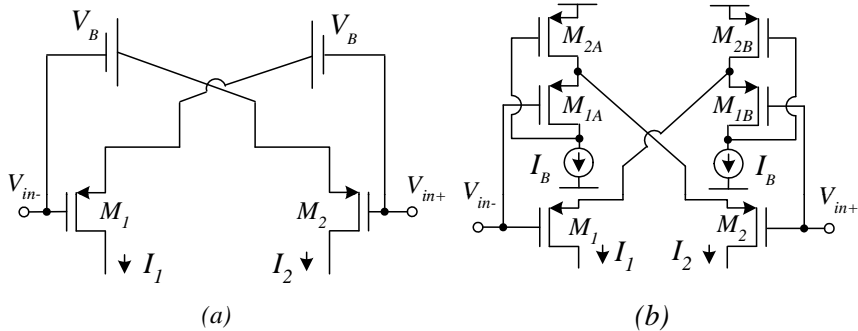 V_B
V_B
V_in-
M_1
M_2
V_in+
I_1
I_2
(a)
M_2A
M_2B
M_1A
M_1B
I_B
I_B
V_in-
M_1
M_2
V_in+
I_1
I_2
(b)